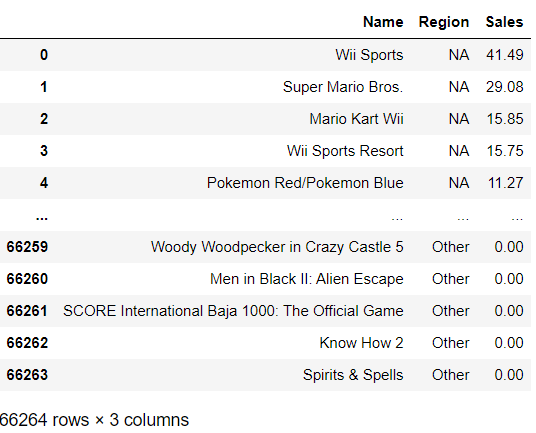 Name Region Sales
0 Wii Sports NA 41.49
1 Super Mario Bros. NA 29.08
2 Mario Kart Wii NA 15.85
3 Wii Sports Resort NA 15.75
4 Pokemon Red/Pokemon Blue NA 11.27
... ... ... ...
66259 Woody Woodpecker in Crazy Castle 5 Other 0.00
66260 Men in Black II: Alien Escape Other 0.00
66261 SCORE International Baja 1000: The Official Game Other 0.00
66262 Know How 2 Other 0.00
66263 Spirits & Spells Other 0.00
66264 rows × 3 columns